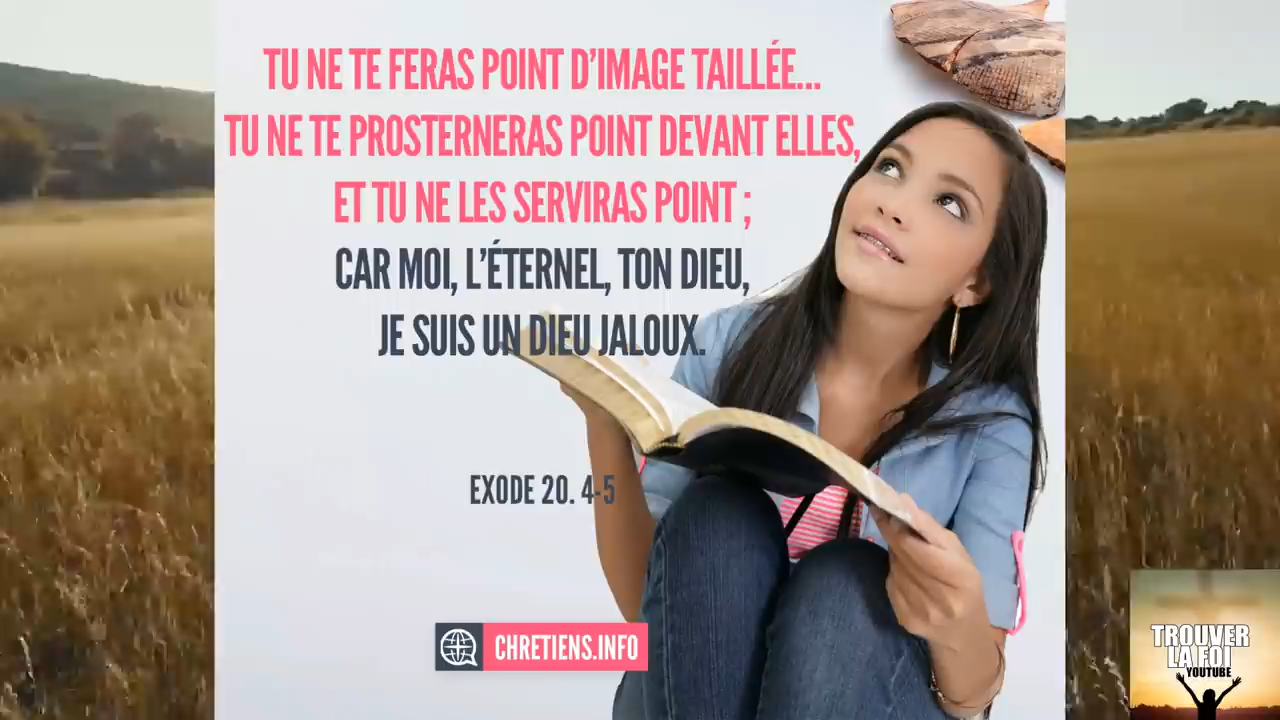 TU NE TE FERAS POINT D'IMAGE TAILLÉE...
TU NE TE PROSTERNERAS POINT DEVANT ELLES,
ET TU NE LES SERVIRAS POINT ;
CAR MOI, L'ÉTERNEL, TON DIEU,
JE SUIS UN DIEU JALOUX.
EXODE 20. 4-5
CHRETIENS.INFO
TROUVER
LA FOI
YOUTUBE